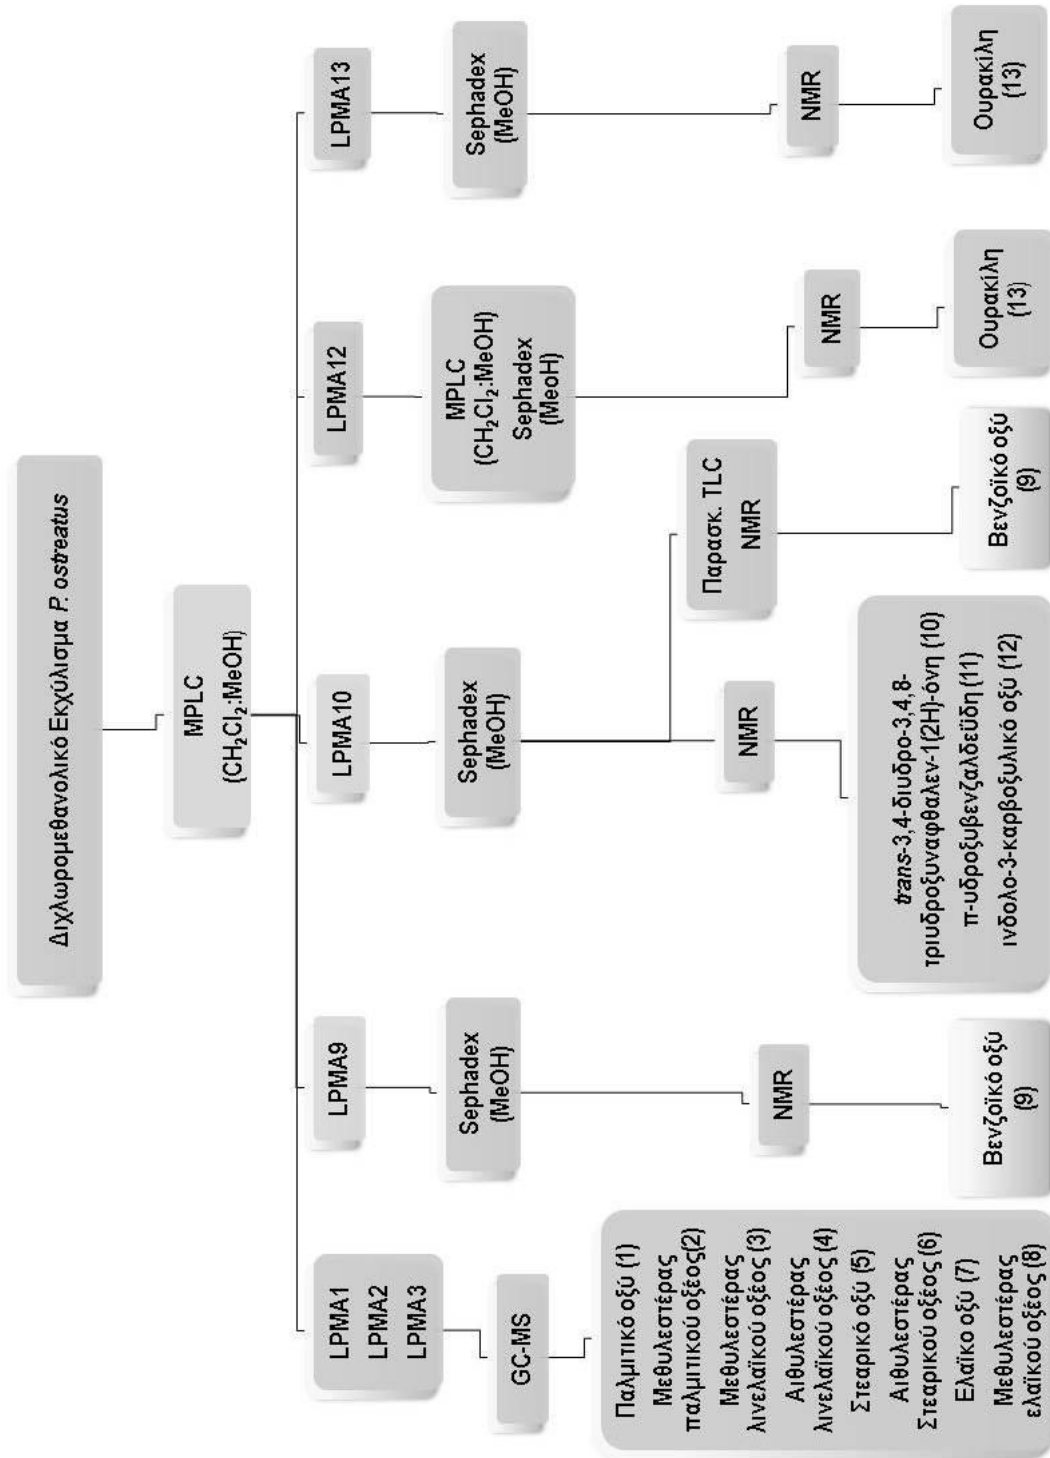 Διχλωρομεθανολικό Εκχύλισμα P. ostreatus
MPLC
(CH₂Cl₂:MeOH)
LPMA1
LPMA2
LPMA3
GC-MS
Παλμιτικό οξύ (1)
Μεθυλεστέρας
παλμιτικού οξέος(2)
Μεθυλεστέρας
λινελαϊκού οξέος (3)
Αιθυλεστέρας
λινελαϊκού οξέος (4)
Στεαρικό οξύ (5)
Αιθυλεστέρας
Στεαρικού οξέος (6)
Ελαϊκο οξύ (7)
Μεθυλεστέρας
ελαϊκού οξέος (8)
LPMA9
Sephadex
(MeOH)
NMR
Βενζοϊκό οξύ
(9)
LPMA10
Sephadex
(MeOH)
NMR
trans-3,4-διυδρο-3,4,8-
τριυδροξυναφθαλεν-1(2H)-όνη (10)
π-υδροξυβενζαλδεΰδη (11)
ινδολο-3-καρβοξυλικό οξύ (12)
Παρασκ. TLC
NMR
Βενζοϊκό οξύ
(9)
LPMA12
MPLC
(CH₂Cl₂:MeOH)
Sephadex
(MeoH)
NMR
Ουρακίλη
(13)
LPMA13
Sephadex
(MeOH)
NMR
Ουρακίλη
(13)